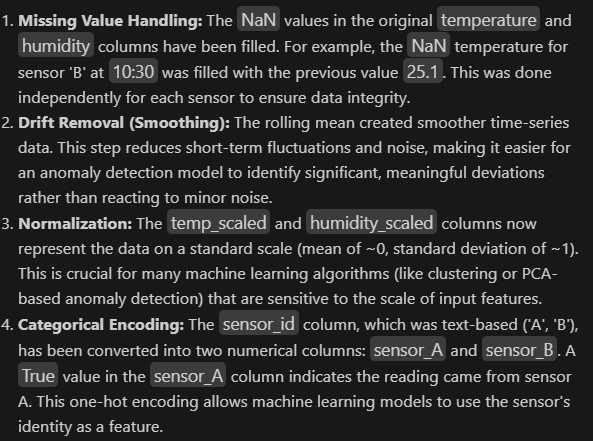 1. Missing Value Handling: The NaN values in the original temperature and
humidity columns have been filled. For example, the NaN temperature for
sensor 'B' at 10:30 was filled with the previous value 25.1. This was done
independently for each sensor to ensure data integrity.
2. Drift Removal (Smoothing): The rolling mean created smoother time-series
data. This step reduces short-term fluctuations and noise, making it easier for
an anomaly detection model to identify significant, meaningful deviations
rather than reacting to minor noise.
3. Normalization: The temp_scaled and humidity_scaled columns now
represent the data on a standard scale (mean of ~0, standard deviation of ~1).
This is crucial for many machine learning algorithms (like clustering or PCA-
based anomaly detection) that are sensitive to the scale of input features.
4. Categorical Encoding: The sensor_id column, which was text-based ('A', 'B'),
has been converted into two numerical columns: sensor_A and sensor_B. A
True value in the sensor_A column indicates the reading came from sensor
A. This one-hot encoding allows machine learning models to use the sensor's
identity as a feature.